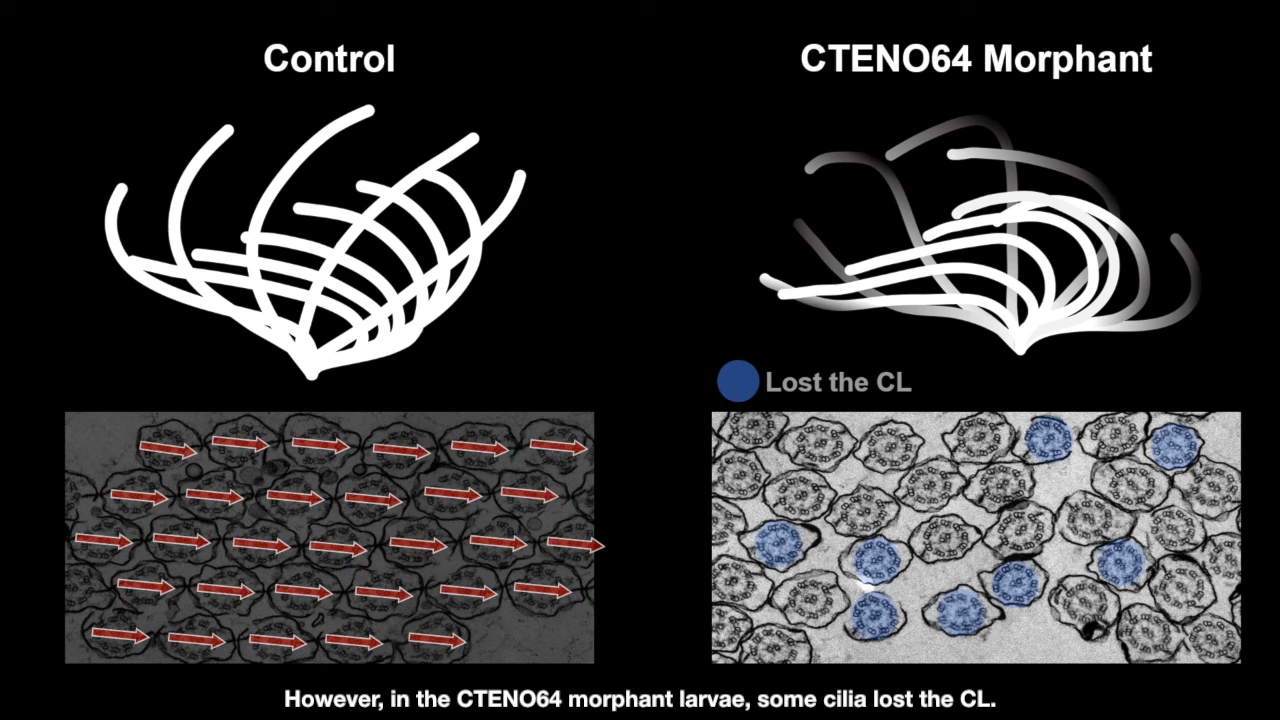 Control
CTENO64 Morphant
Lost the CL
However, in the CTENO64 morphant larvae, some cilia lost the CL.